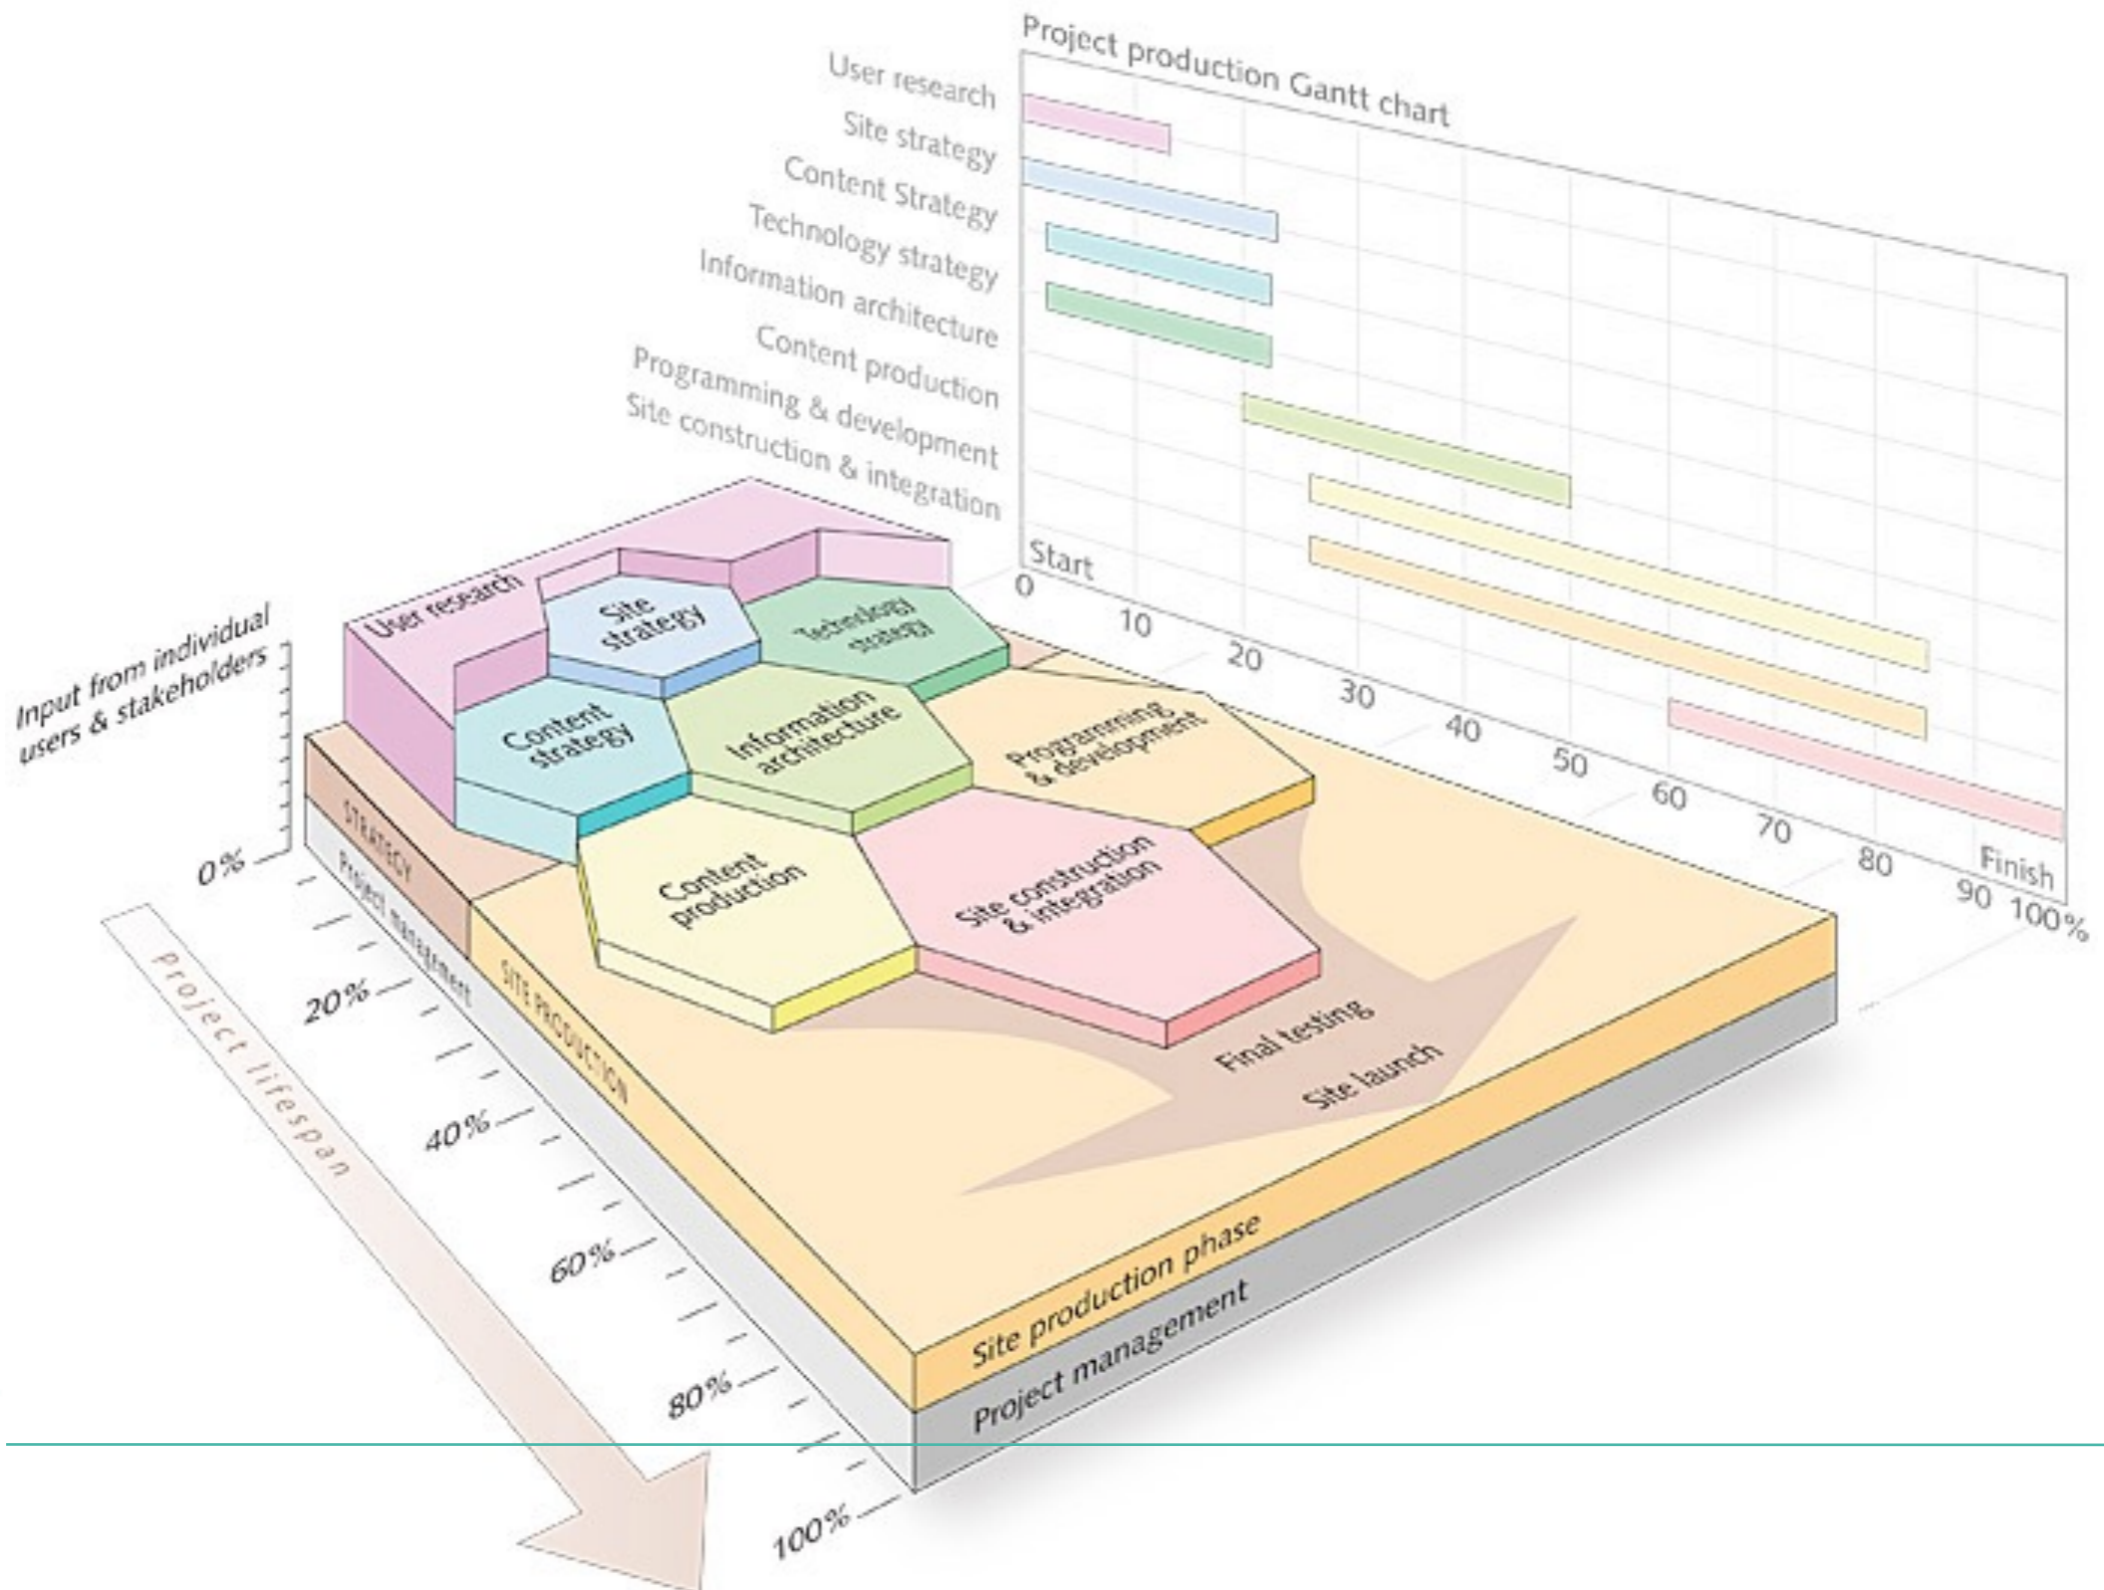 Project production Gantt chart
User research
Site strategy
Content Strategy
Technology strategy
Information architecture
Content production
Programming & development
Site construction & integration
Start
0
10
20
30
40
50
60
70
80
90
100%
Finish
User research
Site
strategy
Technology
strategy
Content
strategy
Information
architecture
Programming
& development
Content
production
Site construction
& integration
Final testing
Site launch
Input from individual
users & stakeholders
STRATEGY
Project management
SITE PRODUCTION
0%
20%
40%
60%
80%
100%
Project lifespan
Site production phase
Project management